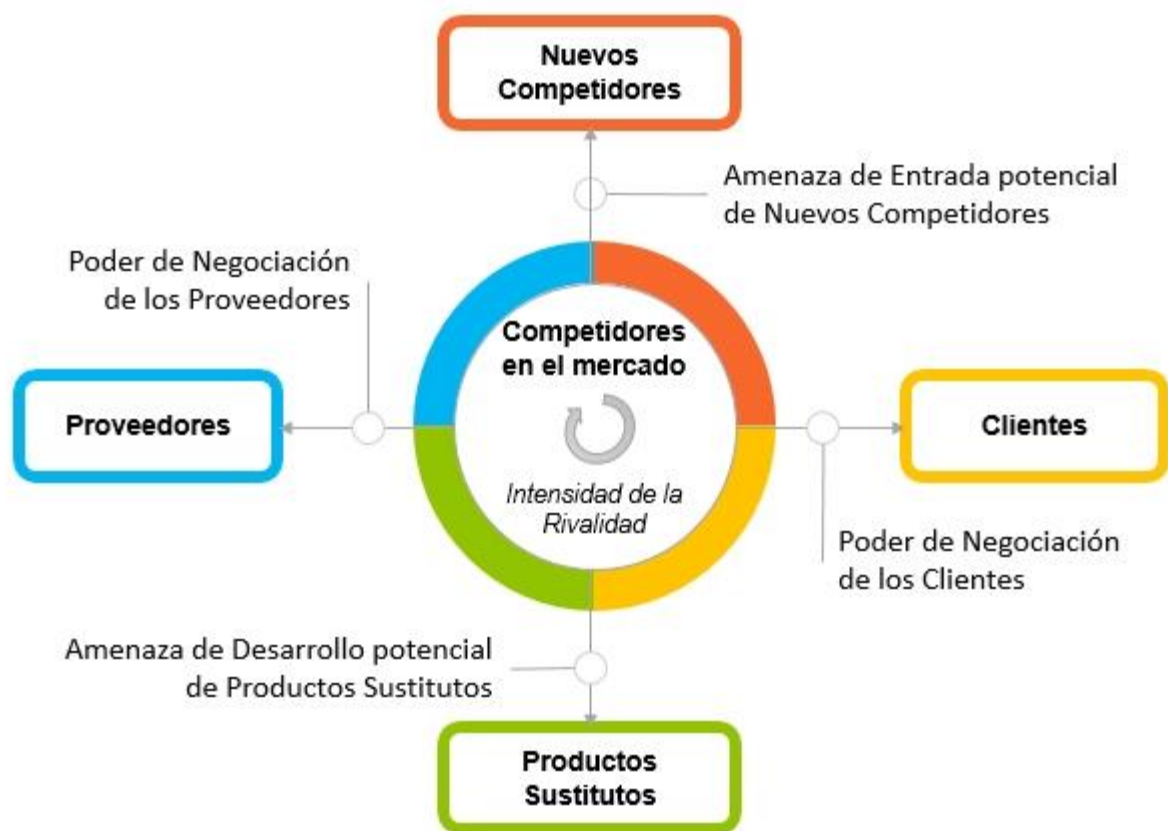 Nuevos
Competidores
Amenaza de Entrada potencial
de Nuevos Competidores
Poder de Negociación
de los Proveedores
Competidores
en el mercado
Proveedores
Clientes
Intensidad de la
Rivalidad
Poder de Negociación
de los Clientes
Amenaza de Desarrollo potencial
de Productos Sustitutos
Productos
Sustitutos